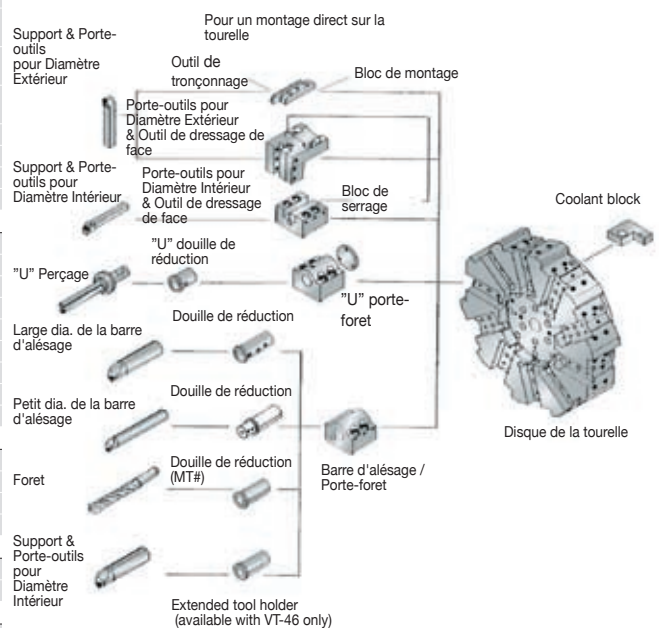 Pour un montage direct sur la
tourelle
Support & Porte-
outils
pour Diamètre
Extérieur
Outil de
tronçonnage
Bloc de montage
Porte-outils pour
Diamètre Extérieur
& Outil de dressage de
face
Support & Porte-
outils pour
Diamètre Intérieur
Porte-outils pour
Diamètre Intérieur
& Outil de dressage
de face
Bloc de
serrage
Coolant block
"U" Perçage
"U" douille de
réduction
"U" porte-
foret
Large dia. de la barre
d'alésage
Douille de réduction
Petit dia. de la barre
d'alésage
Douille de réduction
Disque de la tourelle
Foret
Douille de réduction
(MT#)
Barre d'alésage /
Porte-foret
Support &
Porte-outils
pour
Diamètre
Intérieur
Extended tool holder
(available with VT-46 only)